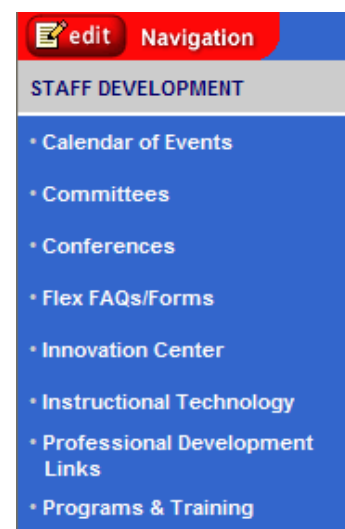 edit Navigation
STAFF DEVELOPMENT
• Calendar of Events
• Committees
• Conferences
• Flex FAQs/Forms
• Innovation Center
• Instructional Technology
• Professional Development
Links
• Programs & Training